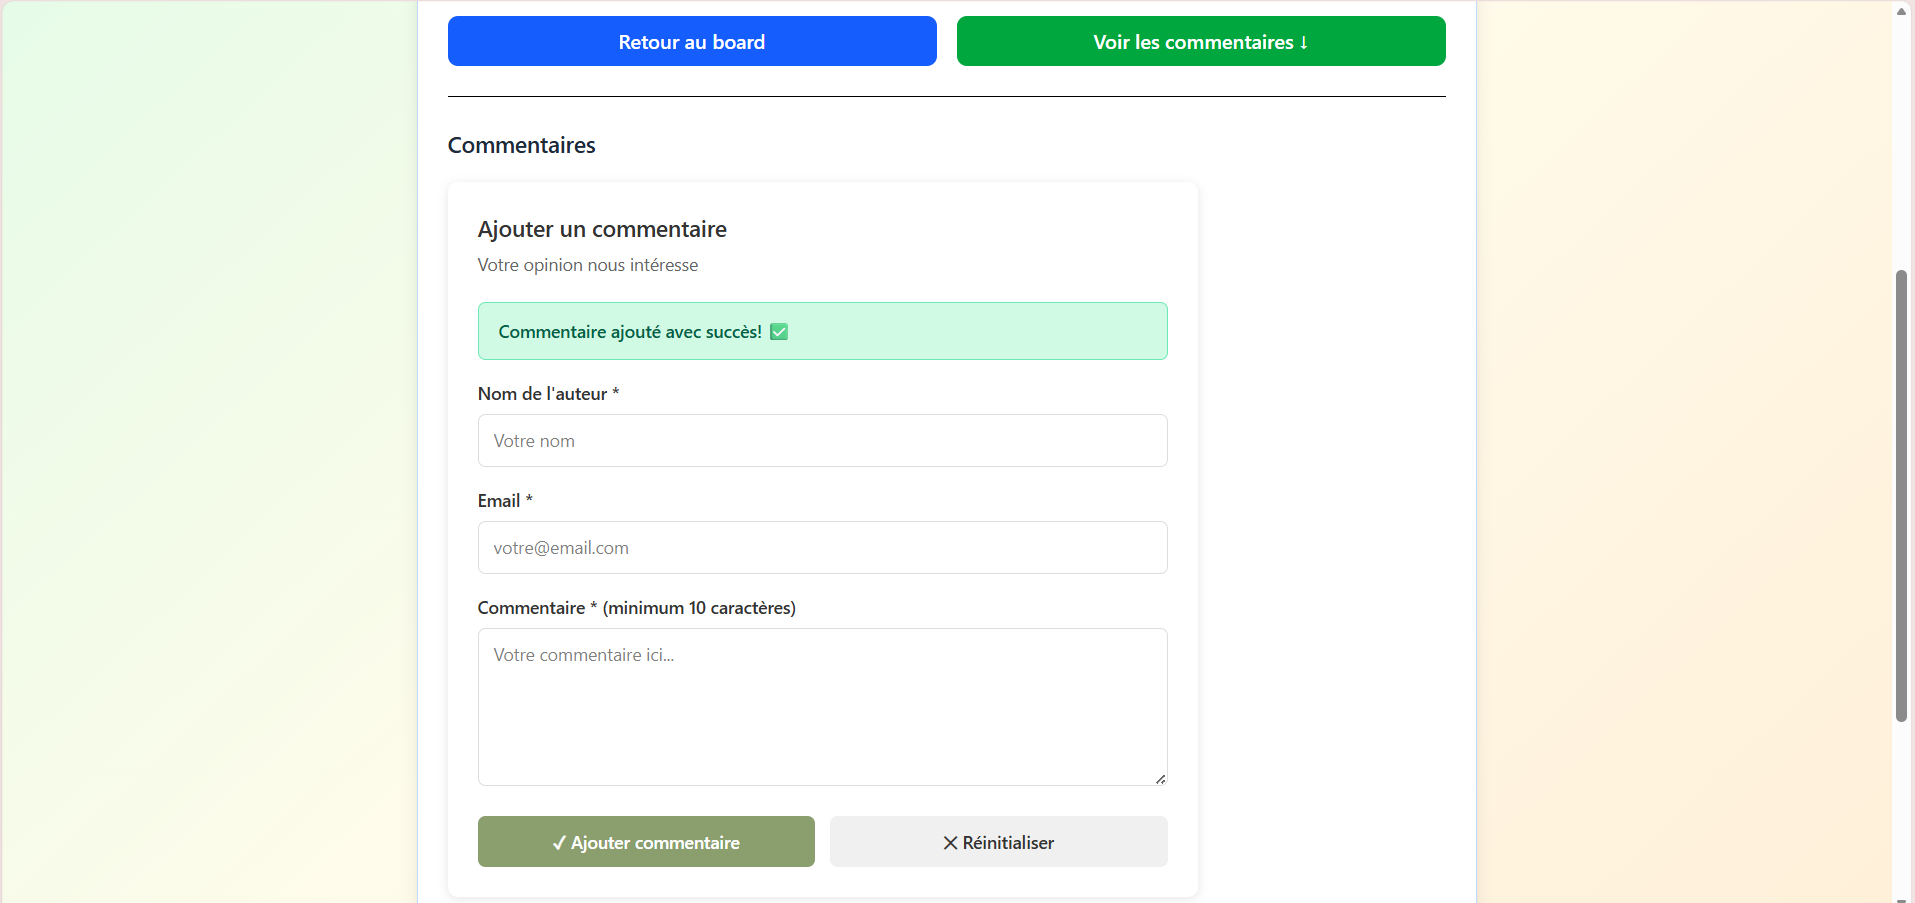 Retour au board
Voir les commentaires ↓
Commentaires
Ajouter un commentaire
Votre opinion nous intéresse
Commentaire ajouté avec succès! ✅
Nom de l'auteur *
Votre nom
Email *
votre@email.com
Commentaire * (minimum 10 caractères)
Votre commentaire ici...
✓ Ajouter commentaire
✕ Réinitialiser